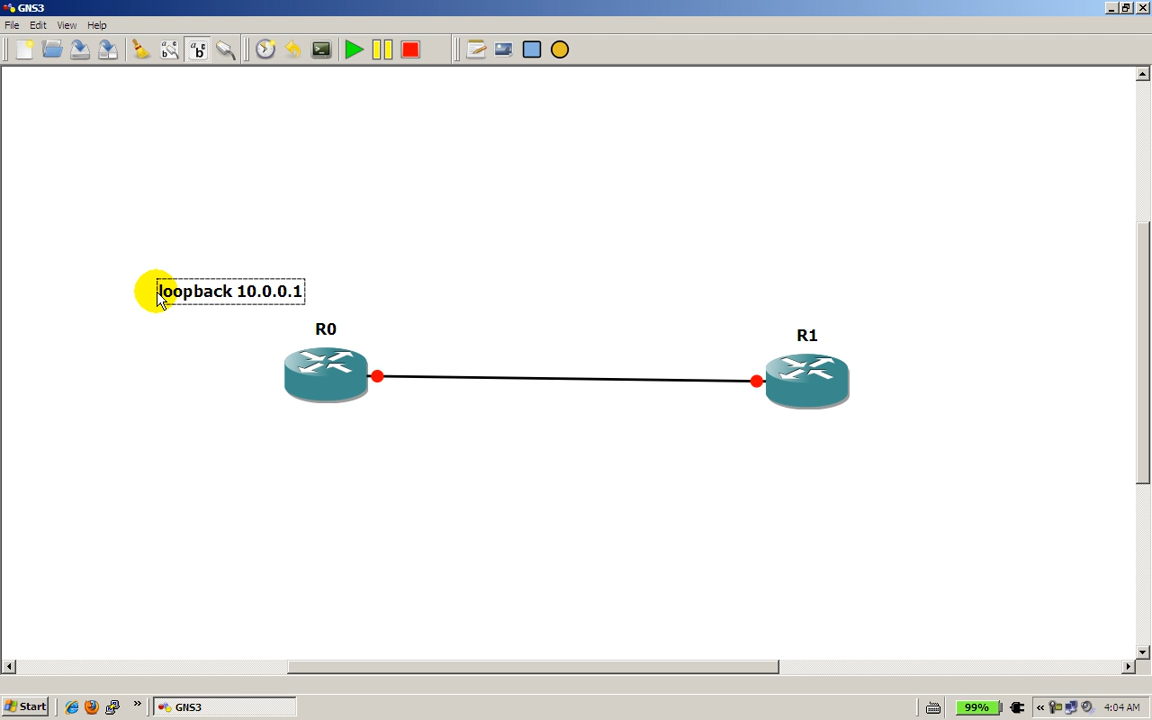 GNS3
File Edit View Help
loopback 10.0.0.1
R0
R1
Start
»
GNS3
99%
«
4:04 AM